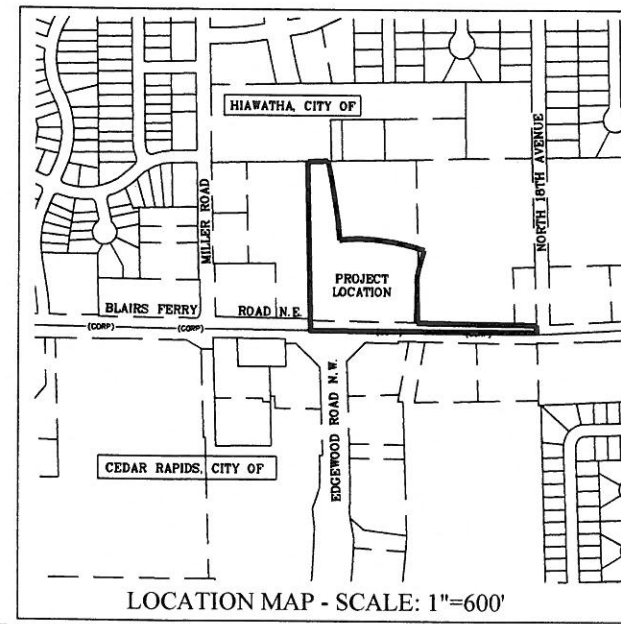 HIAWATHA, CITY OF
MILLER ROAD
NORTH 18TH AVENUE
PROJECT
LOCATION
BLAIRS FERRY ROAD N.E.
(CORP)
(CORP)
EDGEWOOD ROAD N.W.
CEDAR RAPIDS, CITY OF
LOCATION MAP - SCALE: 1"=600'